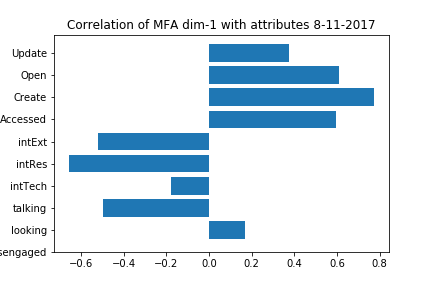 Correlation of MFA dim-1 with attributes 8-11-2017
Update
Open
Create
Accessed
intExt
intRes
intTech
talking
looking
sengaged
−0.6
−0.4
−0.2
0.0
0.2
0.4
0.6
0.8